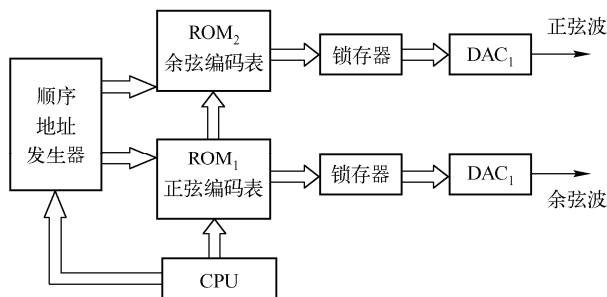 ROM₂
余弦编码表
锁存器
DAC₁
正弦波
顺序
地址
发生器
ROM₁
正弦编码表
锁存器
DAC₁
余弦波
CPU